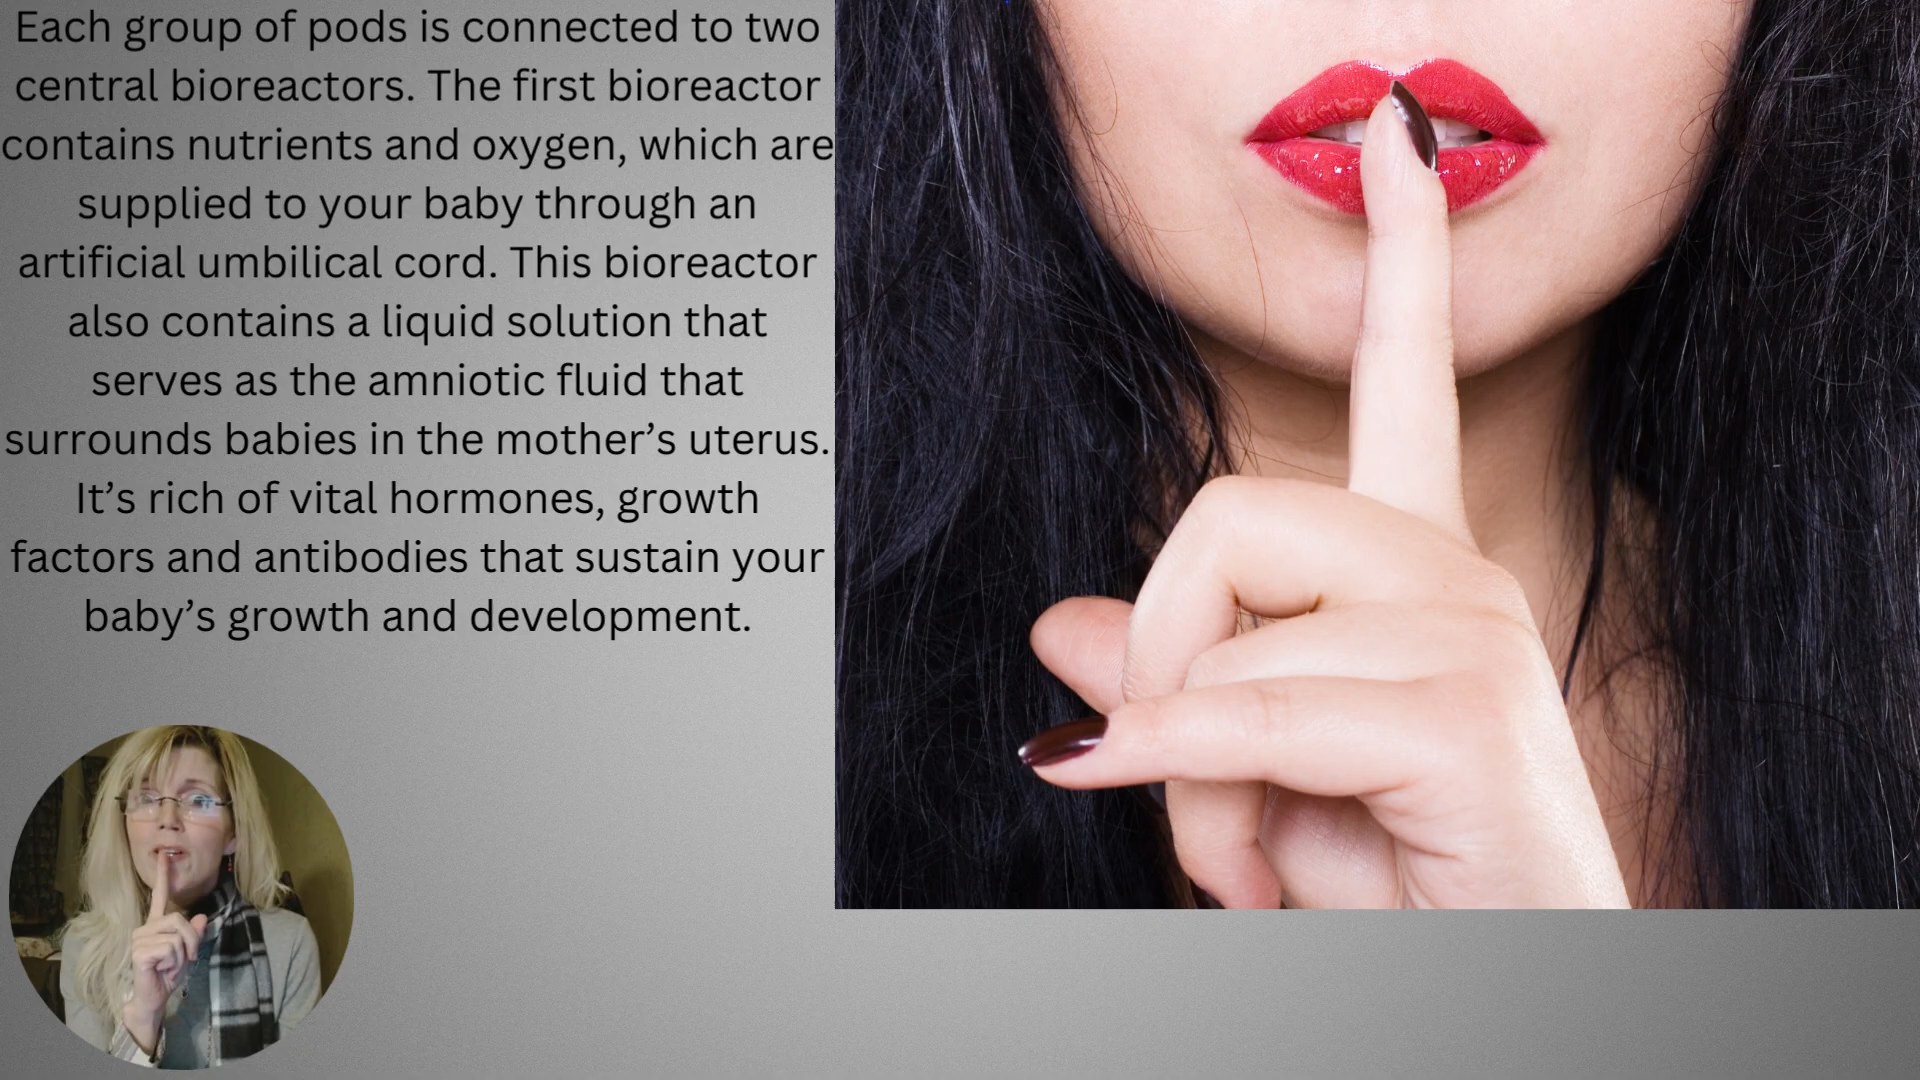 Each group of pods is connected to two
central bioreactors. The first bioreactor
contains nutrients and oxygen, which are
supplied to your baby through an
artificial umbilical cord. This bioreactor
also contains a liquid solution that
serves as the amniotic fluid that
surrounds babies in the mother’s uterus.
It’s rich of vital hormones, growth
factors and antibodies that sustain your
baby’s growth and development.